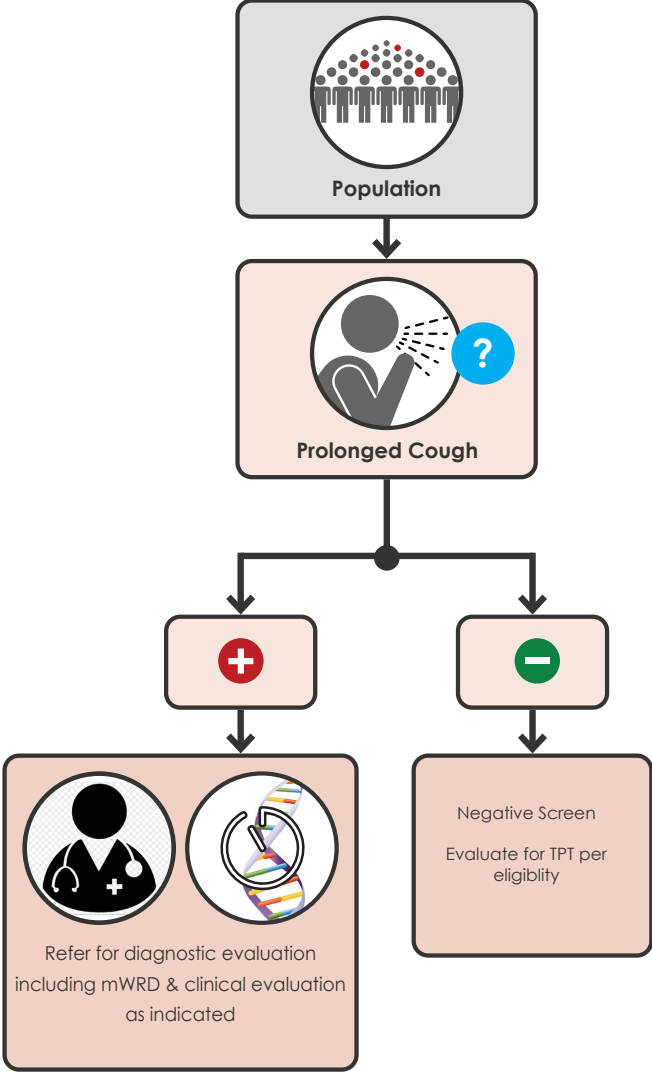 Population
?
Prolonged Cough
Refer for diagnostic evaluation
including mWRD & clinical evaluation
as indicated
Negative Screen
Evaluate for TPT per
eligiblity